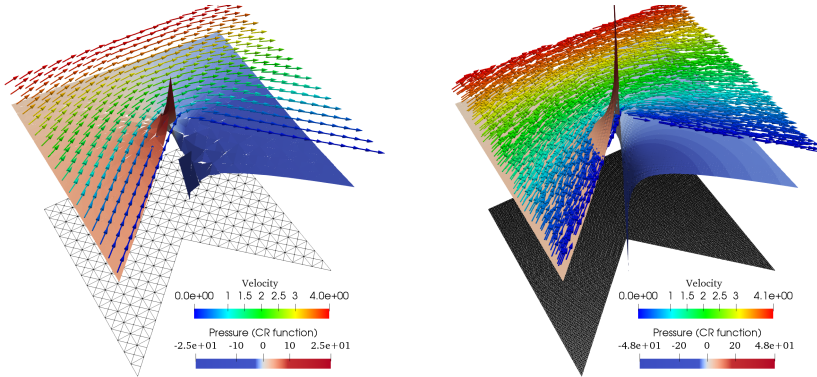 Velocity
0.0e+00 1 1.5 2 2.5 3 4.0e+00
Pressure (CR function)
-2.5e+01 -10 0 10 2.5e+01
Velocity
0.0e+00 1 1.5 2 2.5 3 4.1e+00
Pressure (CR function)
-4.8e+01 -20 0 20 4.8e+01